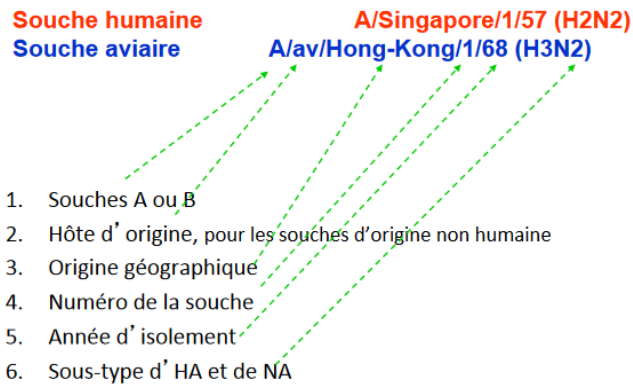 Souche humaine A/Singapore/1/57 (H2N2)
Souche aviaire A/av/Hong-Kong/1/68 (H3N2)
1. Souches A ou B
2. Hôte d’origine, pour les souches d’origine non humaine
3. Origine géographique
4. Numéro de la souche
5. Année d’isolement
6. Sous-type d’HA et de NA